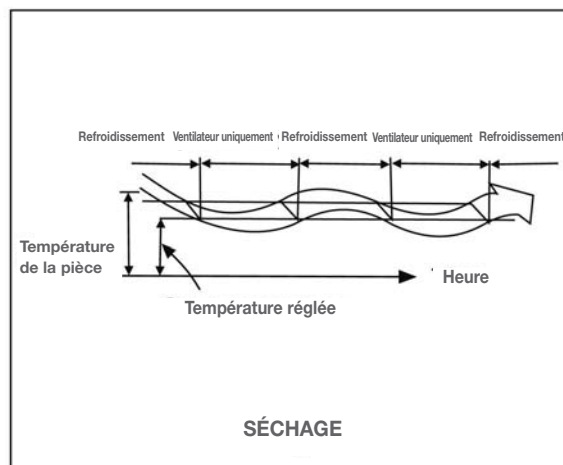 Refroidissement Ventilateur uniquement Refroidissement Ventilateur uniquement Refroidissement
Température
de la pièce
Heure
Température réglée
SÉCHAGE